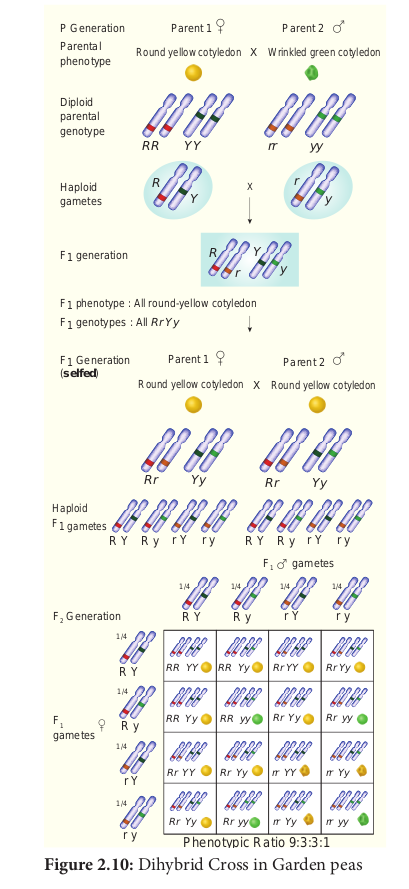 P Generation Parent 1 ♀ Parent 2 ♂
Parental phenotype Round yellow cotyledon X Wrinkled green cotyledon
Diploid parental genotype
RR YY rr yy
Haploid gametes R Y X r y
F1 generation R r Y y
F1 phenotype : All round-yellow cotyledon
F1 genotypes : All RrYy
F1 Generation (selfed) Parent 1 ♀ Parent 2 ♂
Round yellow cotyledon X Round yellow cotyledon
Rr Yy Rr Yy
Haploid F1 gametes
R Y R y r Y r y R Y R y r Y r y
F1 ♂ gametes
1/4 1/4 1/4 1/4
R Y R y r Y r y
F2 Generation
1/4 R Y
RR YY RR Yy Rr YY Rr Yy
F1 gametes ♀
1/4 R y
RR Yy RR yy Rr Yy Rr yy
1/4 r Y
Rr YY Rr Yy rr YY rr Yy
1/4 r y
Rr Yy Rr yy rr Yy rr yy
Phenotypic Ratio 9:3:3:1
Figure 2.10: Dihybrid Cross in Garden peas